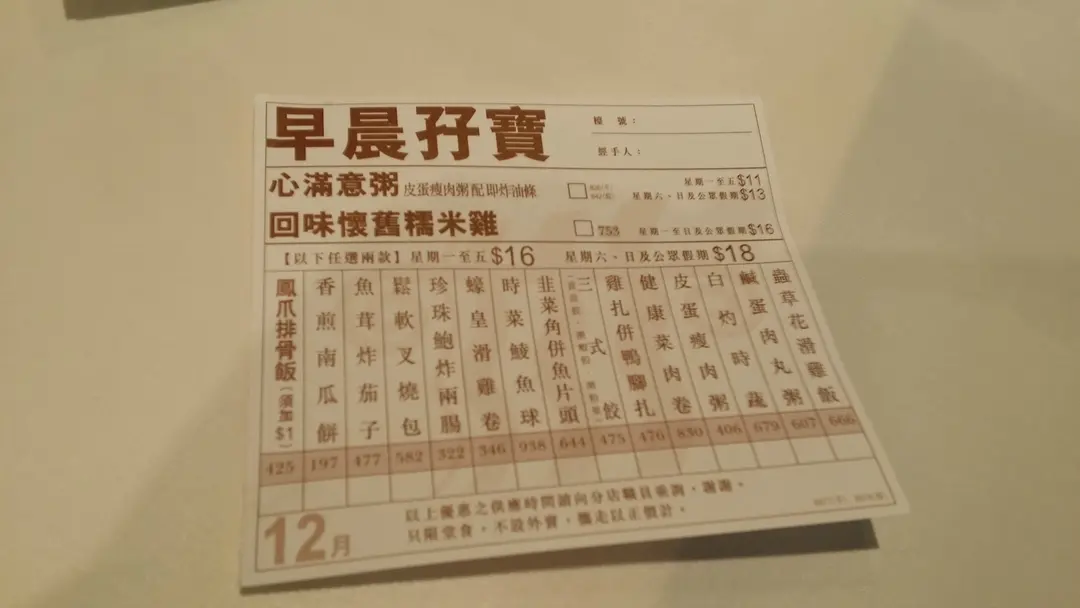 早晨孖寶
檯 號：
經手人：
心滿意粥 皮蛋瘦肉粥配即炸油條
星期一至五$11
星期六、日及公眾假期$13
回味懷舊糯米雞 753 星期一至日及公眾假期$16
【以下任選兩款】星期一至五$16 星期六、日及公眾假期$18
鳳爪排骨飯(須加$1) 425
香煎南瓜餅 197
魚茸炸茄子 477
鬆軟叉燒包 582
珍珠鮑炸兩腸 322
蠔皇滑雞卷 346
時菜鯪魚球 938
韭菜角併魚片頭 644
三式餃 475
雞扎併鴨腳扎 476
健康菜肉卷 830
皮蛋瘦肉粥 406
白灼時蔬 679
鹹蛋肉丸粥 607
蟲草花滑雞飯 666
12月
以上優惠之供應時間請向分店職員垂詢，謝謝。
只限堂食，不設外賣，攜走以正價計。